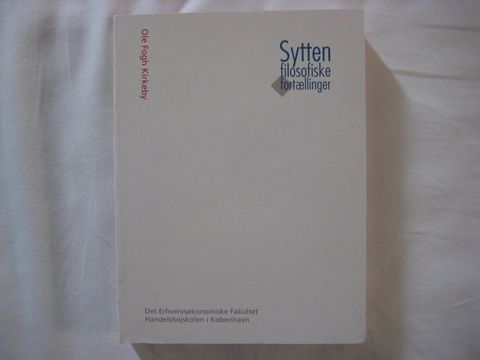 Ole Fogh Kirkeby
Sytten
filosofiske
fortællinger
Det Erhvervsøkonomiske Fakultet
Handelshøjskolen i København